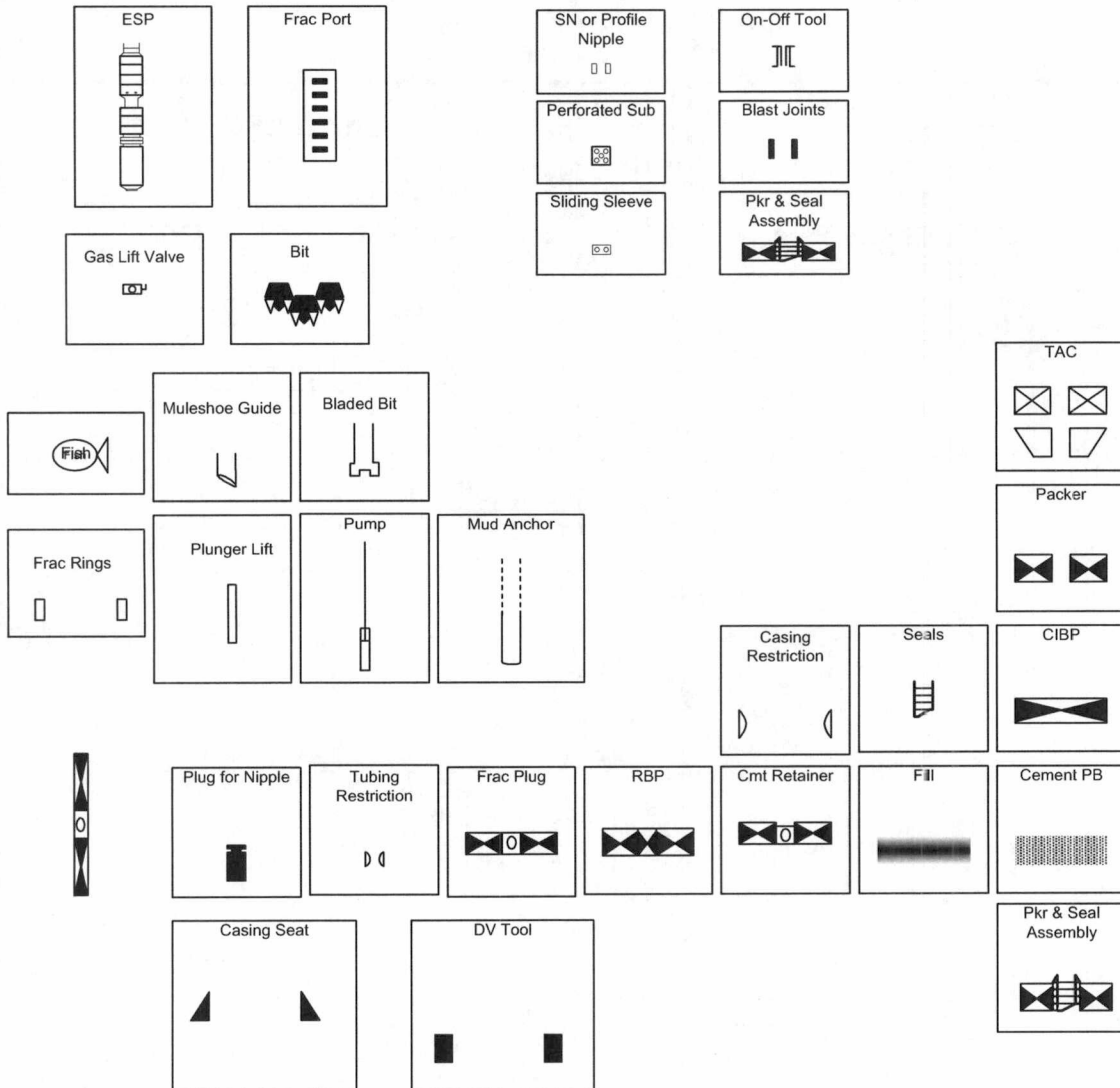 ESP
Frac Port
SN or Profile
Nipple
On-Off Tool
Perforated Sub
Blast Joints
Sliding Sleeve
Pkr & Seal
Assembly
Gas Lift Valve
Bit
TAC
Muleshoe Guide
Bladed Bit
Fish
Packer
Frac Rings
Plunger Lift
Pump
Mud Anchor
Casing
Restriction
Seals
CIBP
Plug for Nipple
Tubing
Restriction
Frac Plug
RBP
Cmt Retainer
Fill
Cement PB
Casing Seat
DV Tool
Pkr & Seal
Assembly